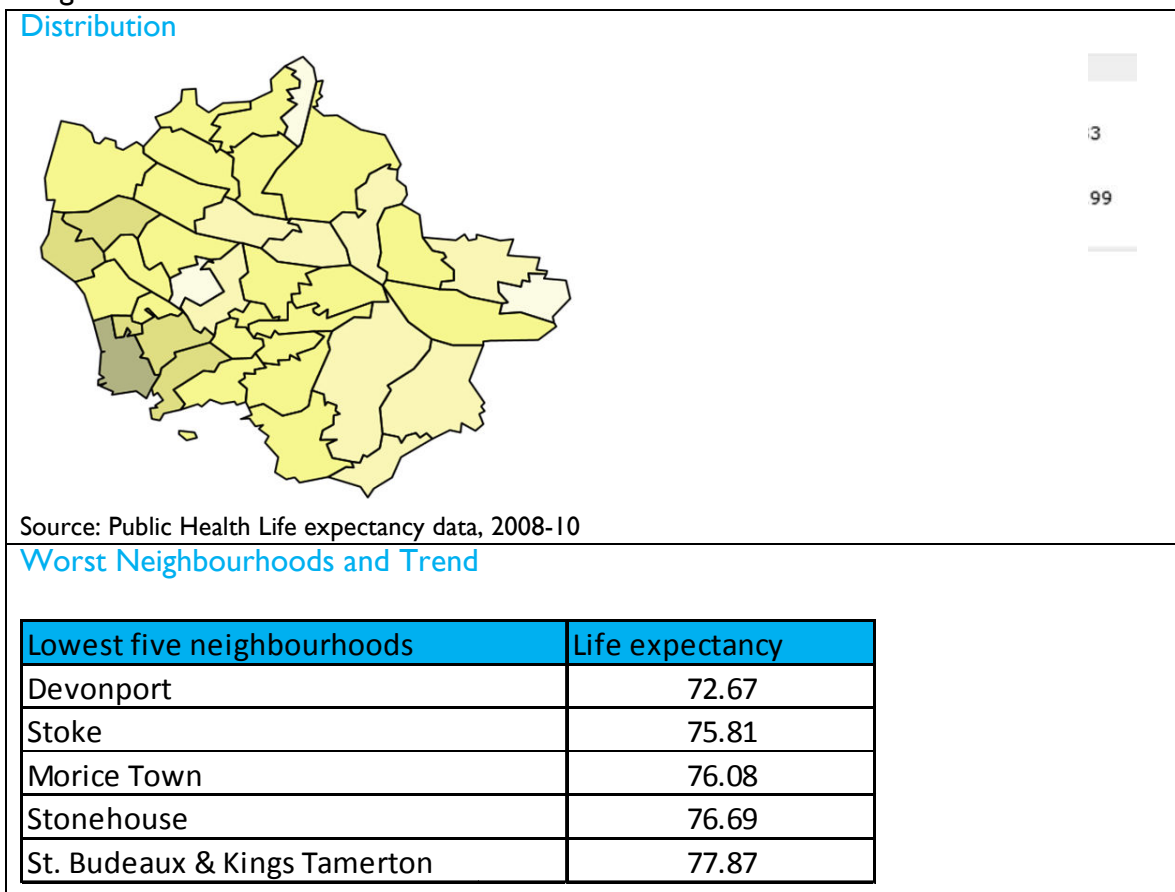 Distribution
99
Source: Public Health Life expectancy data, 2008-10
Worst Neighbourhoods and Trend
Lowest five neighbourhoods Life expectancy
Devonport 72.67
Stoke 75.81
Morice Town 76.08
Stonehouse 76.69
St. Budeaux & Kings Tamerton 77.87